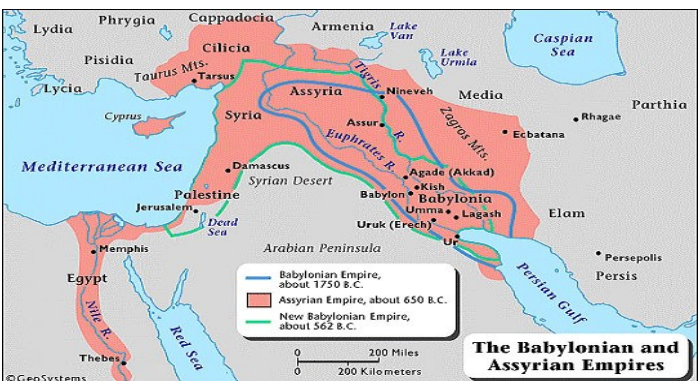 Lydia
Phrygia
Cappadocia
Armenia
Lake
Van
Caspian
Sea
Pisidia
Cilicia
Lake
Urmla
Lycia
Taurus Mts.
Tarsus
Tigris
R.
Assyria
Nineveh
Media
Parthia
Cyprus
Syria
Assur
Zagros Mts.
Rhagae
Ecbatana
Mediterranean Sea
Euphrates R.
Damascus
Syrian Desert
Agade (Akkad)
Kish
Babylon
Babylonia
Palestine
Jerusalem
Dead
Sea
Umma
Lagash
Elam
Uruk (Erech)
Ur
Memphis
Arabian Peninsula
Persepolis
Persis
Egypt
Persian Gulf
Nile R.
Red Sea
Thebes
Babylonian Empire,
about 1750 B.C.
Assyrian Empire, about 650 B.C.
New Babylonian Empire,
about 562 B.C.
0 200 Miles
0 200 Kilometers
The Babylonian and
Assyrian Empires
©GeoSystems